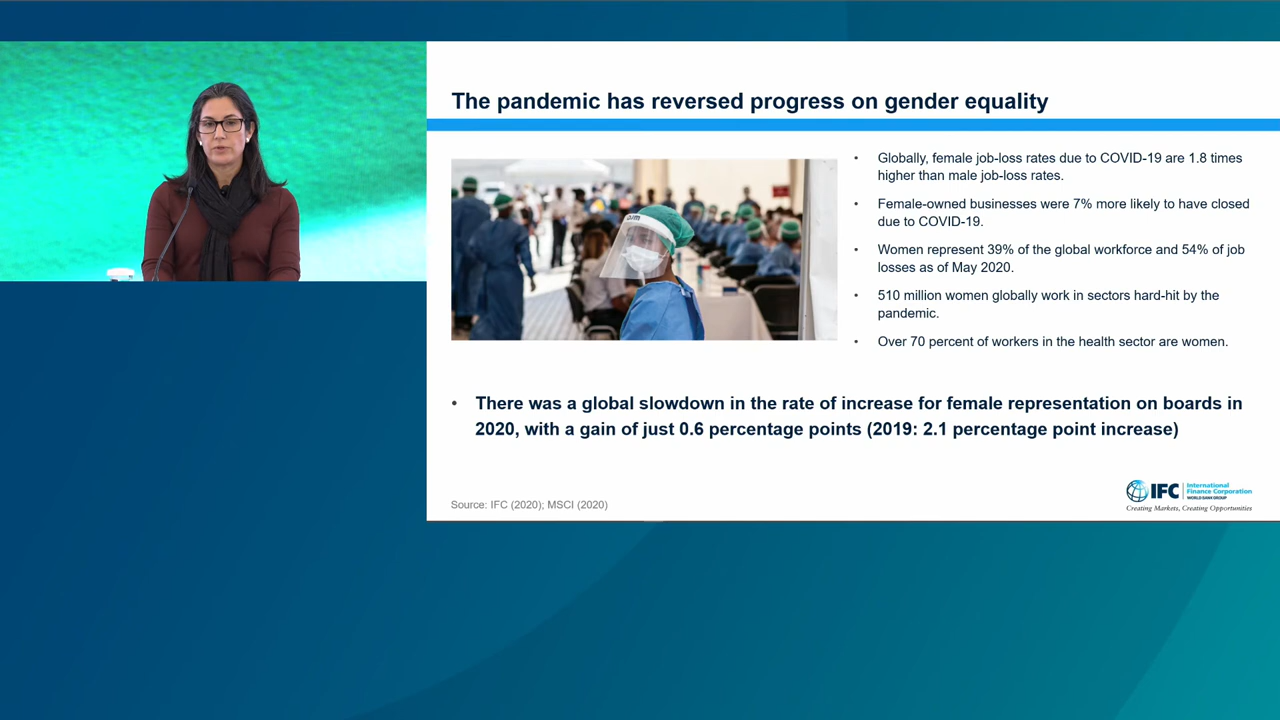 The pandemic has reversed progress on gender equality
• Globally, female job-loss rates due to COVID-19 are 1.8 times
higher than male job-loss rates.
• Female-owned businesses were 7% more likely to have closed
due to COVID-19.
• Women represent 39% of the global workforce and 54% of job
losses as of May 2020.
• 510 million women globally work in sectors hard-hit by the
pandemic.
• Over 70 percent of workers in the health sector are women.
• There was a global slowdown in the rate of increase for female representation on boards in
2020, with a gain of just 0.6 percentage points (2019: 2.1 percentage point increase)
Source: IFC (2020); MSCI (2020)
IFC
International
Finance Corporation
WORLD BANK GROUP
Creating Markets, Creating Opportunities